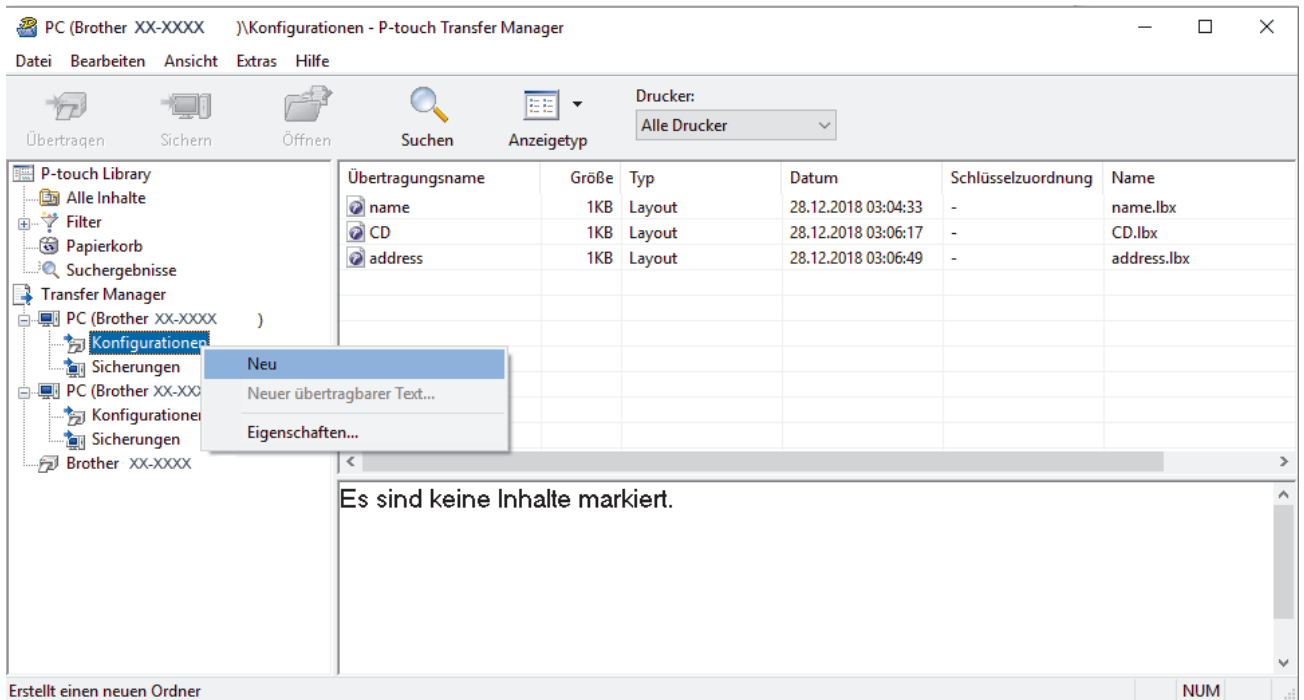 PC (Brother XX-XXXX )\Konfigurationen - P-touch Transfer Manager
Datei Bearbeiten Ansicht Extras Hilfe
Drucker:
Alle Drucker
Übertragen Sichern Öffnen Suchen Anzeigetyp
P-touch Library
Alle Inhalte
Filter
Papierkorb
Suchergebnisse
Transfer Manager
PC (Brother XX-XXXX )
Konfigurationen
Sicherungen
PC (Brother XX-XXX
Konfigurationen
Sicherungen
Brother XX-XXXX
Neu
Neuer übertragbarer Text...
Eigenschaften...
Übertragungsname Größe Typ Datum Schlüsselzuordnung Name
name 1KB Layout 28.12.2018 03:04:33 - name.lbx
CD 1KB Layout 28.12.2018 03:06:17 - CD.lbx
address 1KB Layout 28.12.2018 03:06:49 - address.lbx
Es sind keine Inhalte markiert.
Erstellt einen neuen Ordner NUM